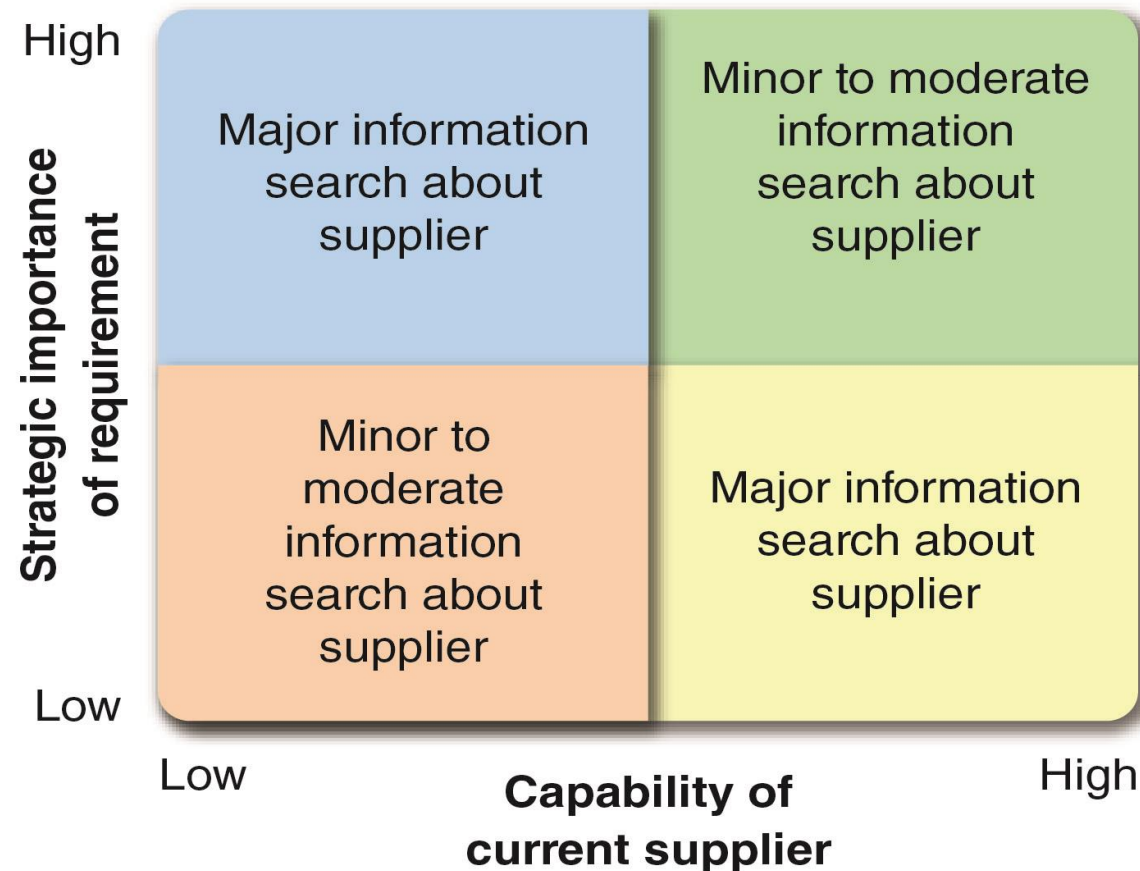 High
Strategic importance
of requirement
Low
Major information
search about
supplier
Minor to moderate
information
search about
supplier
Minor to
moderate
information
search about
supplier
Major information
search about
supplier
Low
High
Capability of
current supplier